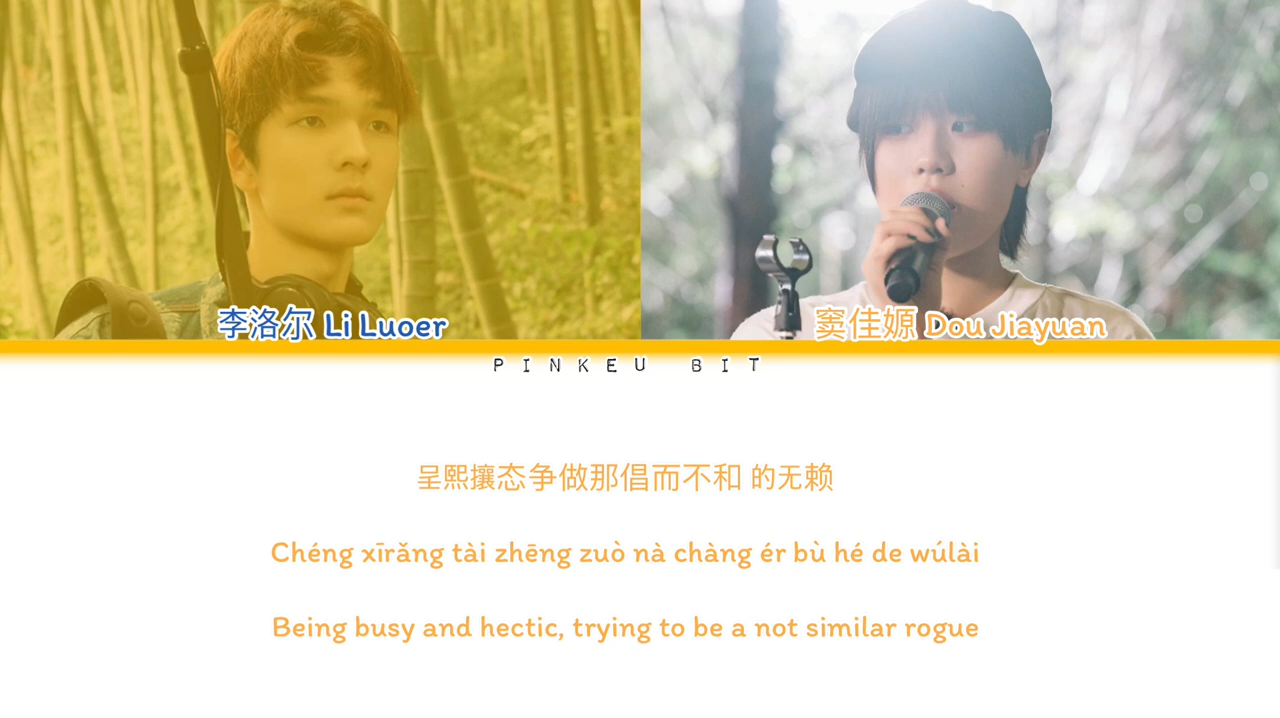 李洛尔 Li Luoer
窦佳嫄 Dou Jiayuan
PINKEU BIT
呈熙攘态争做那倡而不和 的无赖
Chéng xīrǎng tài zhēng zuò nà chàng ér bù hé de wúlài
Being busy and hectic, trying to be a not similar rogue